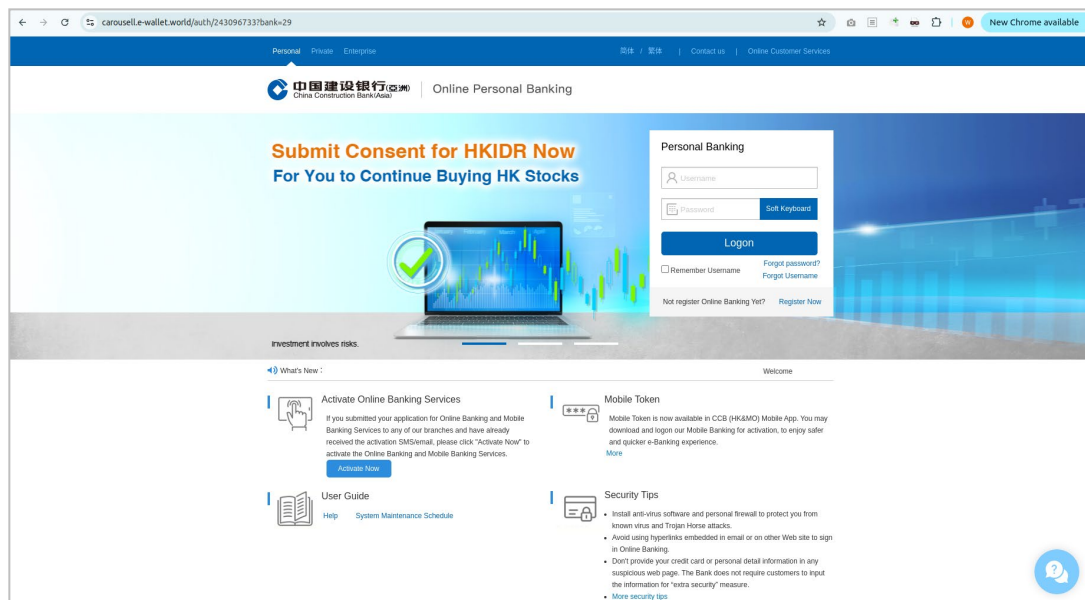 carousell.e-wallet.world/auth/243096733?bank=29
New Chrome available
Personal Private Enterprise
简体 / 繁体 | Contact us | Online Customer Services
中国建设银行(亞洲)
China Construction Bank(Asia)
Online Personal Banking
Submit Consent for HKIDR Now
For You to Continue Buying HK Stocks
Investment involves risks.
Personal Banking
Username
Password
Soft Keyboard
Logon
Remember Username
Forgot password?
Forgot Username
Not register Online Banking Yet? Register Now
What's New :
Welcome
Activate Online Banking Services
If you submitted your application for Online Banking and Mobile
Banking Services to any of our branches and have already
received the activation SMS/email, please click "Activate Now" to
activate the Online Banking and Mobile Banking Services.
Activate Now
Mobile Token
Mobile Token is now available in CCB (HK&MO) Mobile App. You may
download and logon our Mobile Banking for activation, to enjoy safer
and quicker e-Banking experience.
More
User Guide
Help System Maintenance Schedule
Security Tips
• Install anti-virus software and personal firewall to protect you from
known virus and Trojan Horse attacks.
• Avoid using hyperlinks embedded in email or on other Web site to sign
in Online Banking.
• Don't provide your credit card or personal detail information in any
suspicious web page. The Bank does not require customers to input
the information for "extra security" measure.
• More security tips